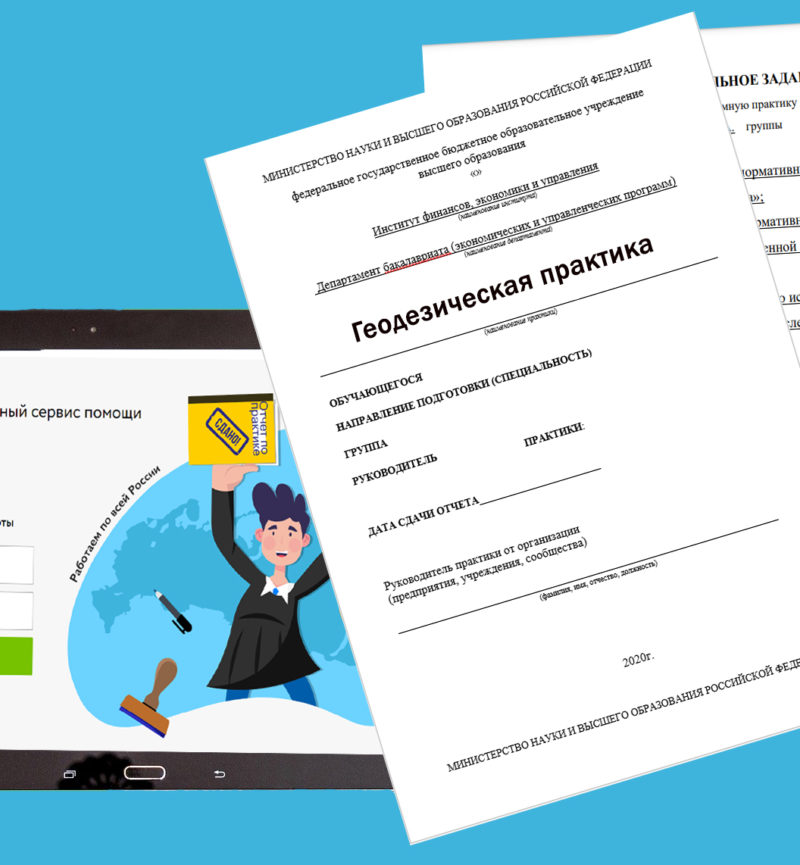 МИНИСТЕРСТВО НАУКИ И ВЫСШЕГО ОБРАЗОВАНИЯ РОССИЙСКОЙ ФЕДЕРАЦИИ
федеральное государственное бюджетное образовательное учреждение
высшего образования
«о»
Институт финансов, экономики и управления
(наименование института)
Департамент бакалавриата (экономических и управленческих программ)
(наименование департамента)
Геодезическая практика
(наименование практики)
ОБУЧАЮЩЕГОСЯ
НАПРАВЛЕНИЕ ПОДГОТОВКИ (СПЕЦИАЛЬНОСТЬ)
ГРУППА
РУКОВОДИТЕЛЬ ПРАКТИКИ:
ДАТА СДАЧИ ОТЧЕТА
Руководитель практики от организации
(предприятия, учреждения, сообщества)
(фамилия, имя, отчество, должность)
2020г.
МИНИСТЕРСТВО НАУКИ И ВЫСШЕГО ОБРАЗОВАНИЯ РОССИЙСКОЙ ФЕДЕ
ЛЬНОЕ ЗАДА
мную практику
группы
нормативн
а»;
рматив
енной
о ис
сле
ный сервис помощи
ты
Работаем по всей России
Отчет по
практике
СДАНО!